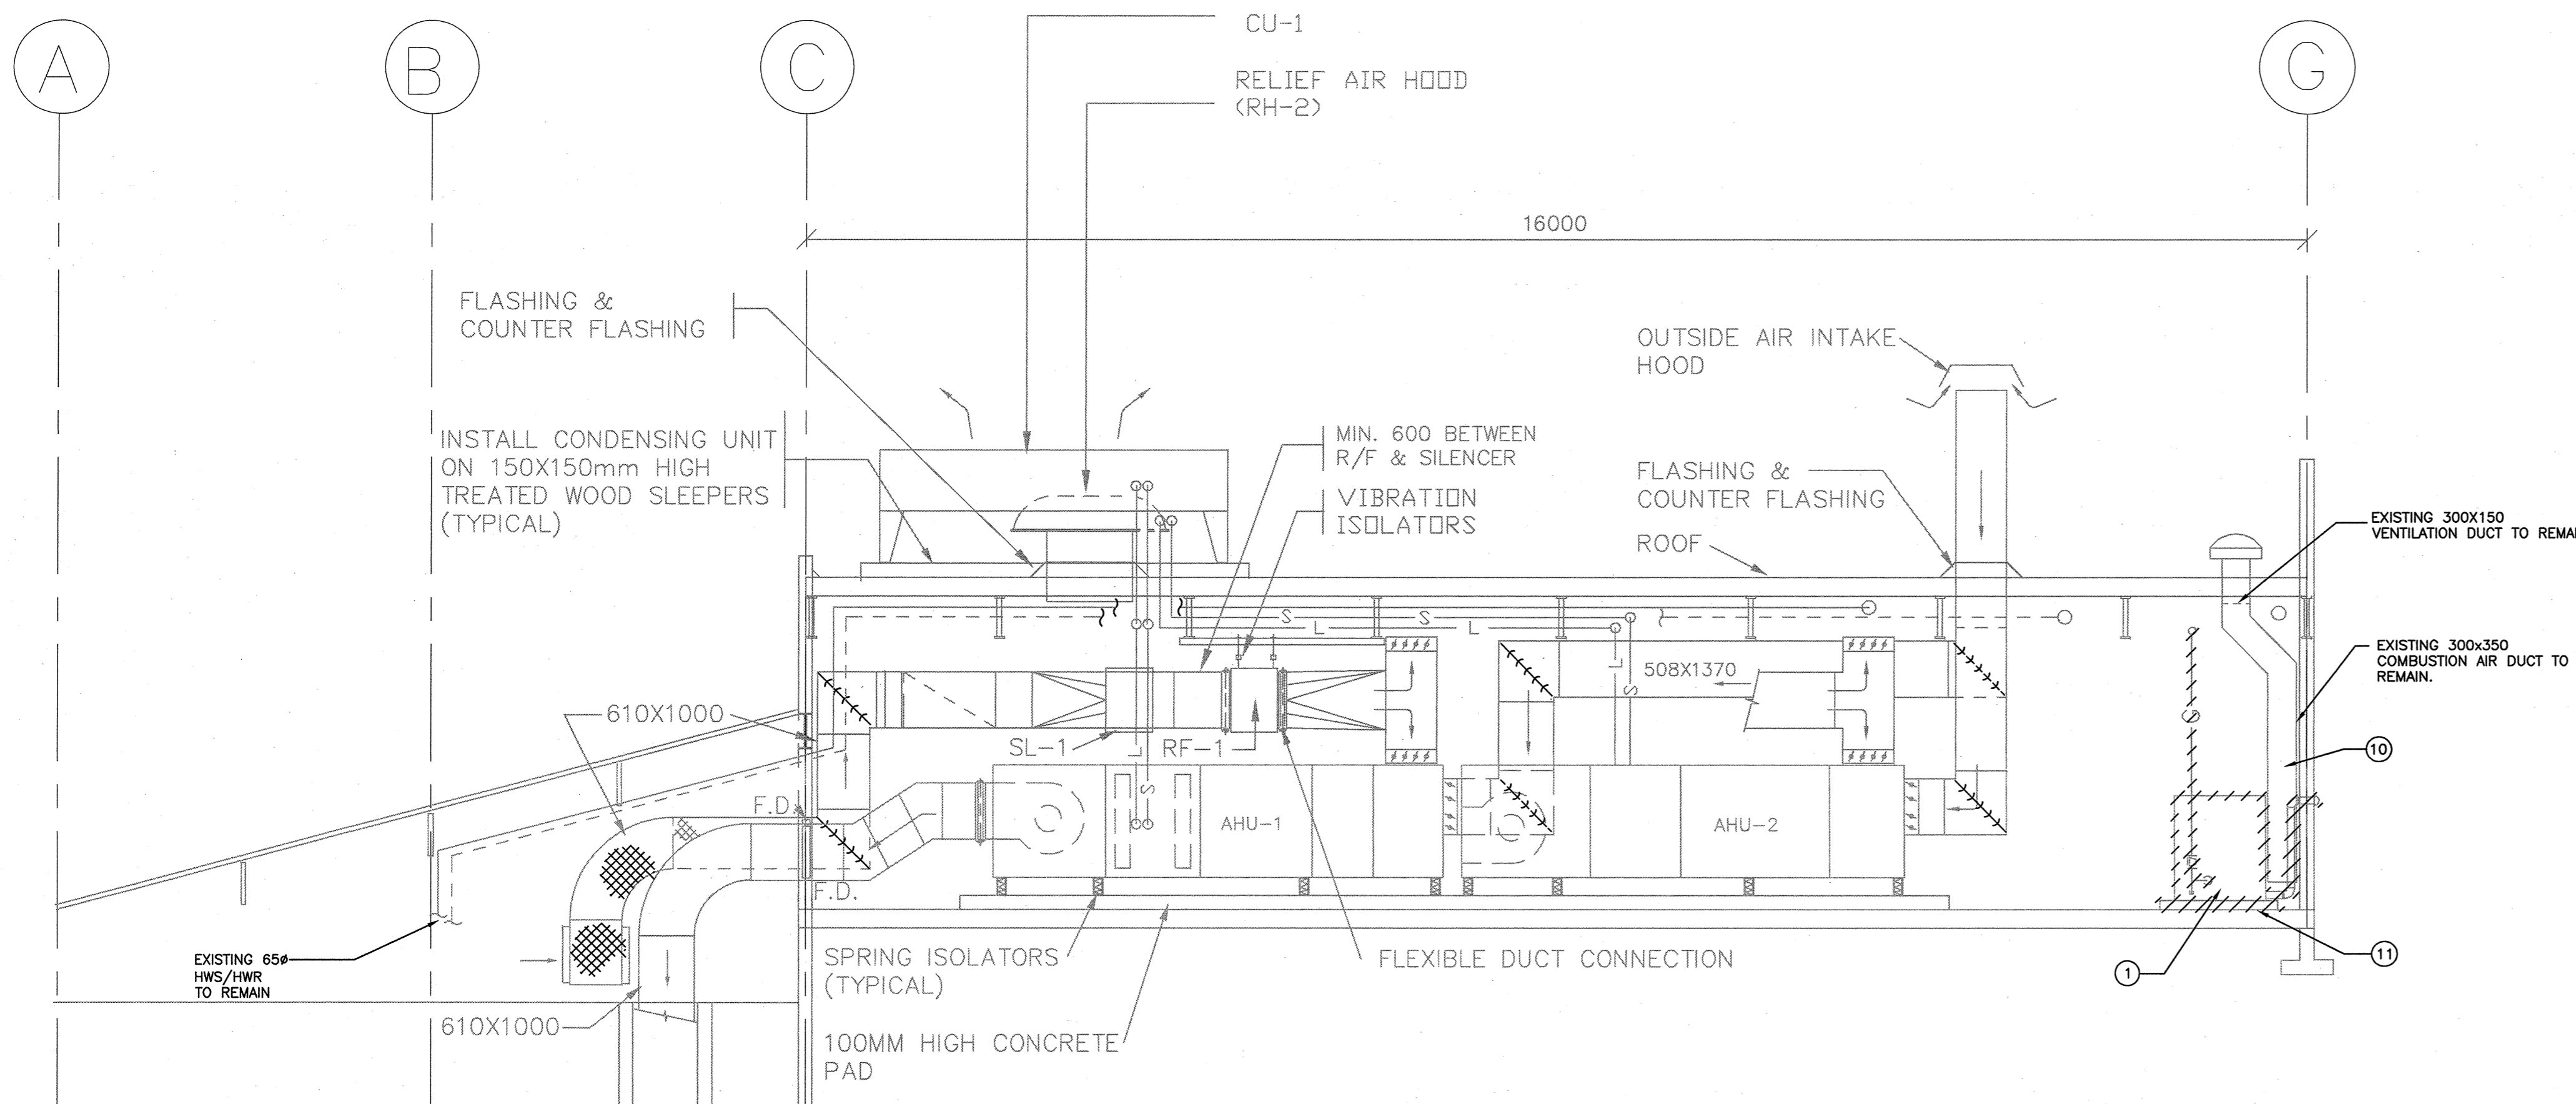 A
B
C
G
CU-1
RELIEF AIR HOOD
(RH-2)
16000
FLASHING &
COUNTER FLASHING
OUTSIDE AIR INTAKE
HOOD
INSTALL CONDENSING UNIT
ON 150X150mm HIGH
TREATED WOOD SLEEPERS
(TYPICAL)
MIN. 600 BETWEEN
R/F & SILENCER
VIBRATION
ISOLATORS
FLASHING &
COUNTER FLASHING
ROOF
EXISTING 300X150
VENTILATION DUCT TO REMAI
S
S
L
L
EXISTING 300x350
COMBUSTION AIR DUCT TO
REMAIN.
L
S
508X1370
610X1000
G
SL-1
L
RF-1
10
S
F.D.
AHU-1
AHU-2
F.D.
EXISTING 65ø
HWS/HWR
TO REMAIN
SPRING ISOLATORS
(TYPICAL)
FLEXIBLE DUCT CONNECTION
11
1
610X1000
100MM HIGH CONCRETE
PAD